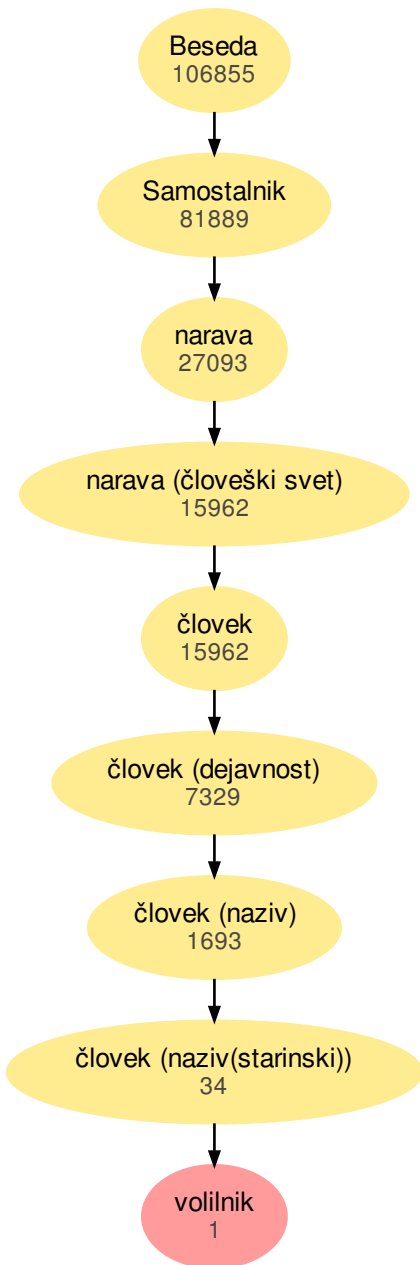 Beseda
106855
Samostalnik
81889
narava
27093
narava (človeški svet)
15962
človek
15962
človek (dejavnost)
7329
človek (naziv)
1693
človek (naziv(starinski))
34
volilnik
1